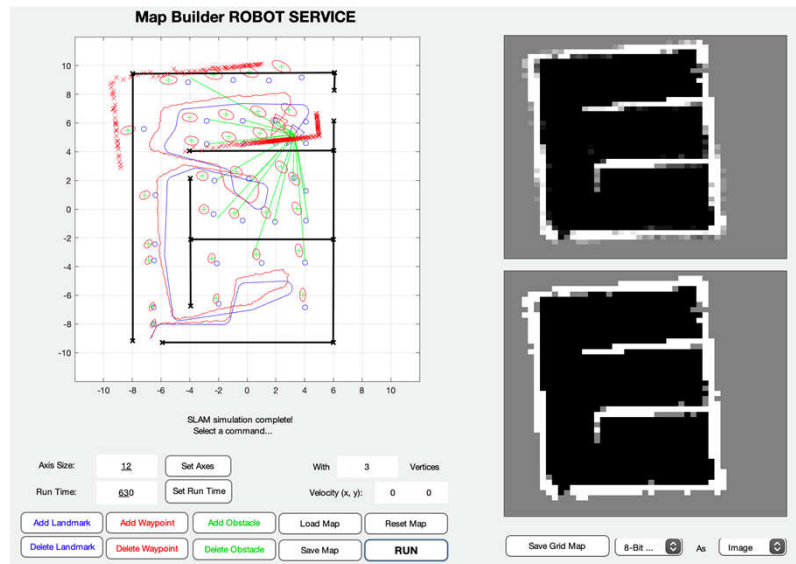 Map Builder ROBOT SERVICE
10
8
6
4
2
0
-2
-4
-6
-8
-10
-10 -8 -6 -4 -2 0 2 4 6 8 10
SLAM simulation complete!
Select a command...
Axis Size: 12 Set Axes With 3 Vertices
Run Time: 630 Set Run Time Velocity (x, y): 0 0
Add Landmark Add Waypoint Add Obstacle Load Map Reset Map
Delete Landmark Delete Waypoint Delete Obstacle Save Map RUN
Save Grid Map 8-Bit ... As Image